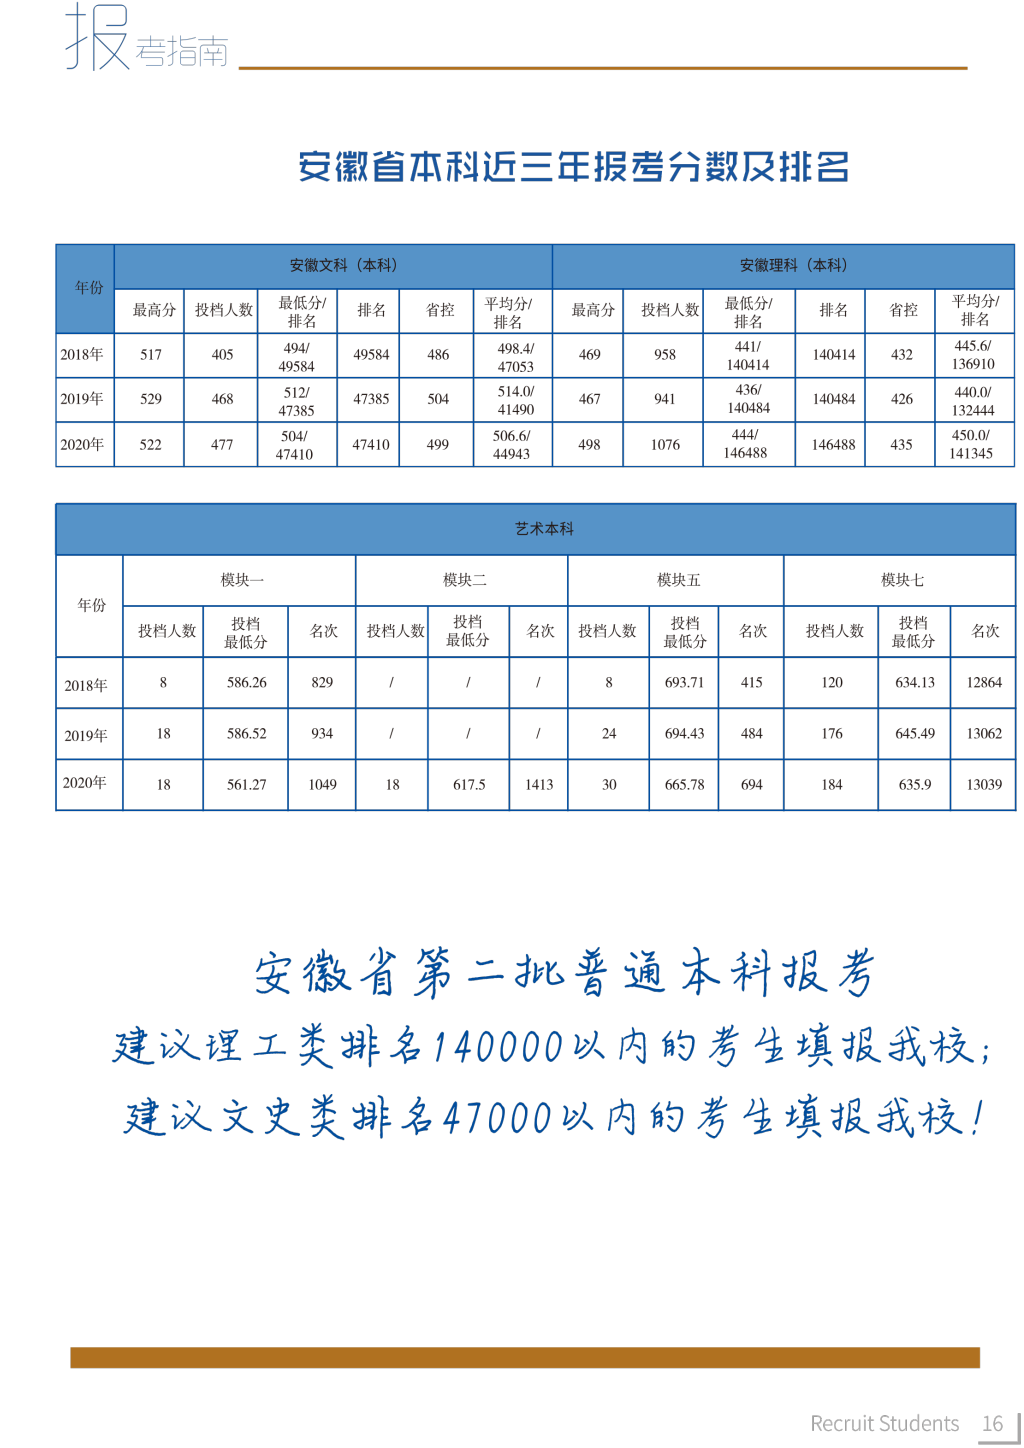 报考指南
安徽省本科近三年报考分数及排名
年份 安徽文科（本科） 安徽理科（本科）
最高分 投档人数 最低分/排名 排名 省控 平均分/排名 最高分 投档人数 最低分/排名 排名 省控 平均分/排名
2018年 517 405 494/49584 49584 486 498.4/47053 469 958 441/140414 140414 432 445.6/136910
2019年 529 468 512/47385 47385 504 514.0/41490 467 941 436/140484 140484 426 440.0/132444
2020年 522 477 504/47410 47410 499 506.6/44943 498 1076 444/146488 146488 435 450.0/141345
艺术本科
年份 模块一 模块二 模块五 模块七
投档人数 投档最低分 名次 投档人数 投档最低分 名次 投档人数 投档最低分 名次 投档人数 投档最低分 名次
2018年 8 586.26 829 / / / 8 693.71 415 120 634.13 12864
2019年 18 586.52 934 / / / 24 694.43 484 176 645.49 13062
2020年 18 561.27 1049 18 617.5 1413 30 665.78 694 184 635.9 13039
安徽省第二批普通本科报考
建议理工类排名140000以内的考生填报我校；
建议文史类排名47000以内的考生填报我校！
Recruit Students 16